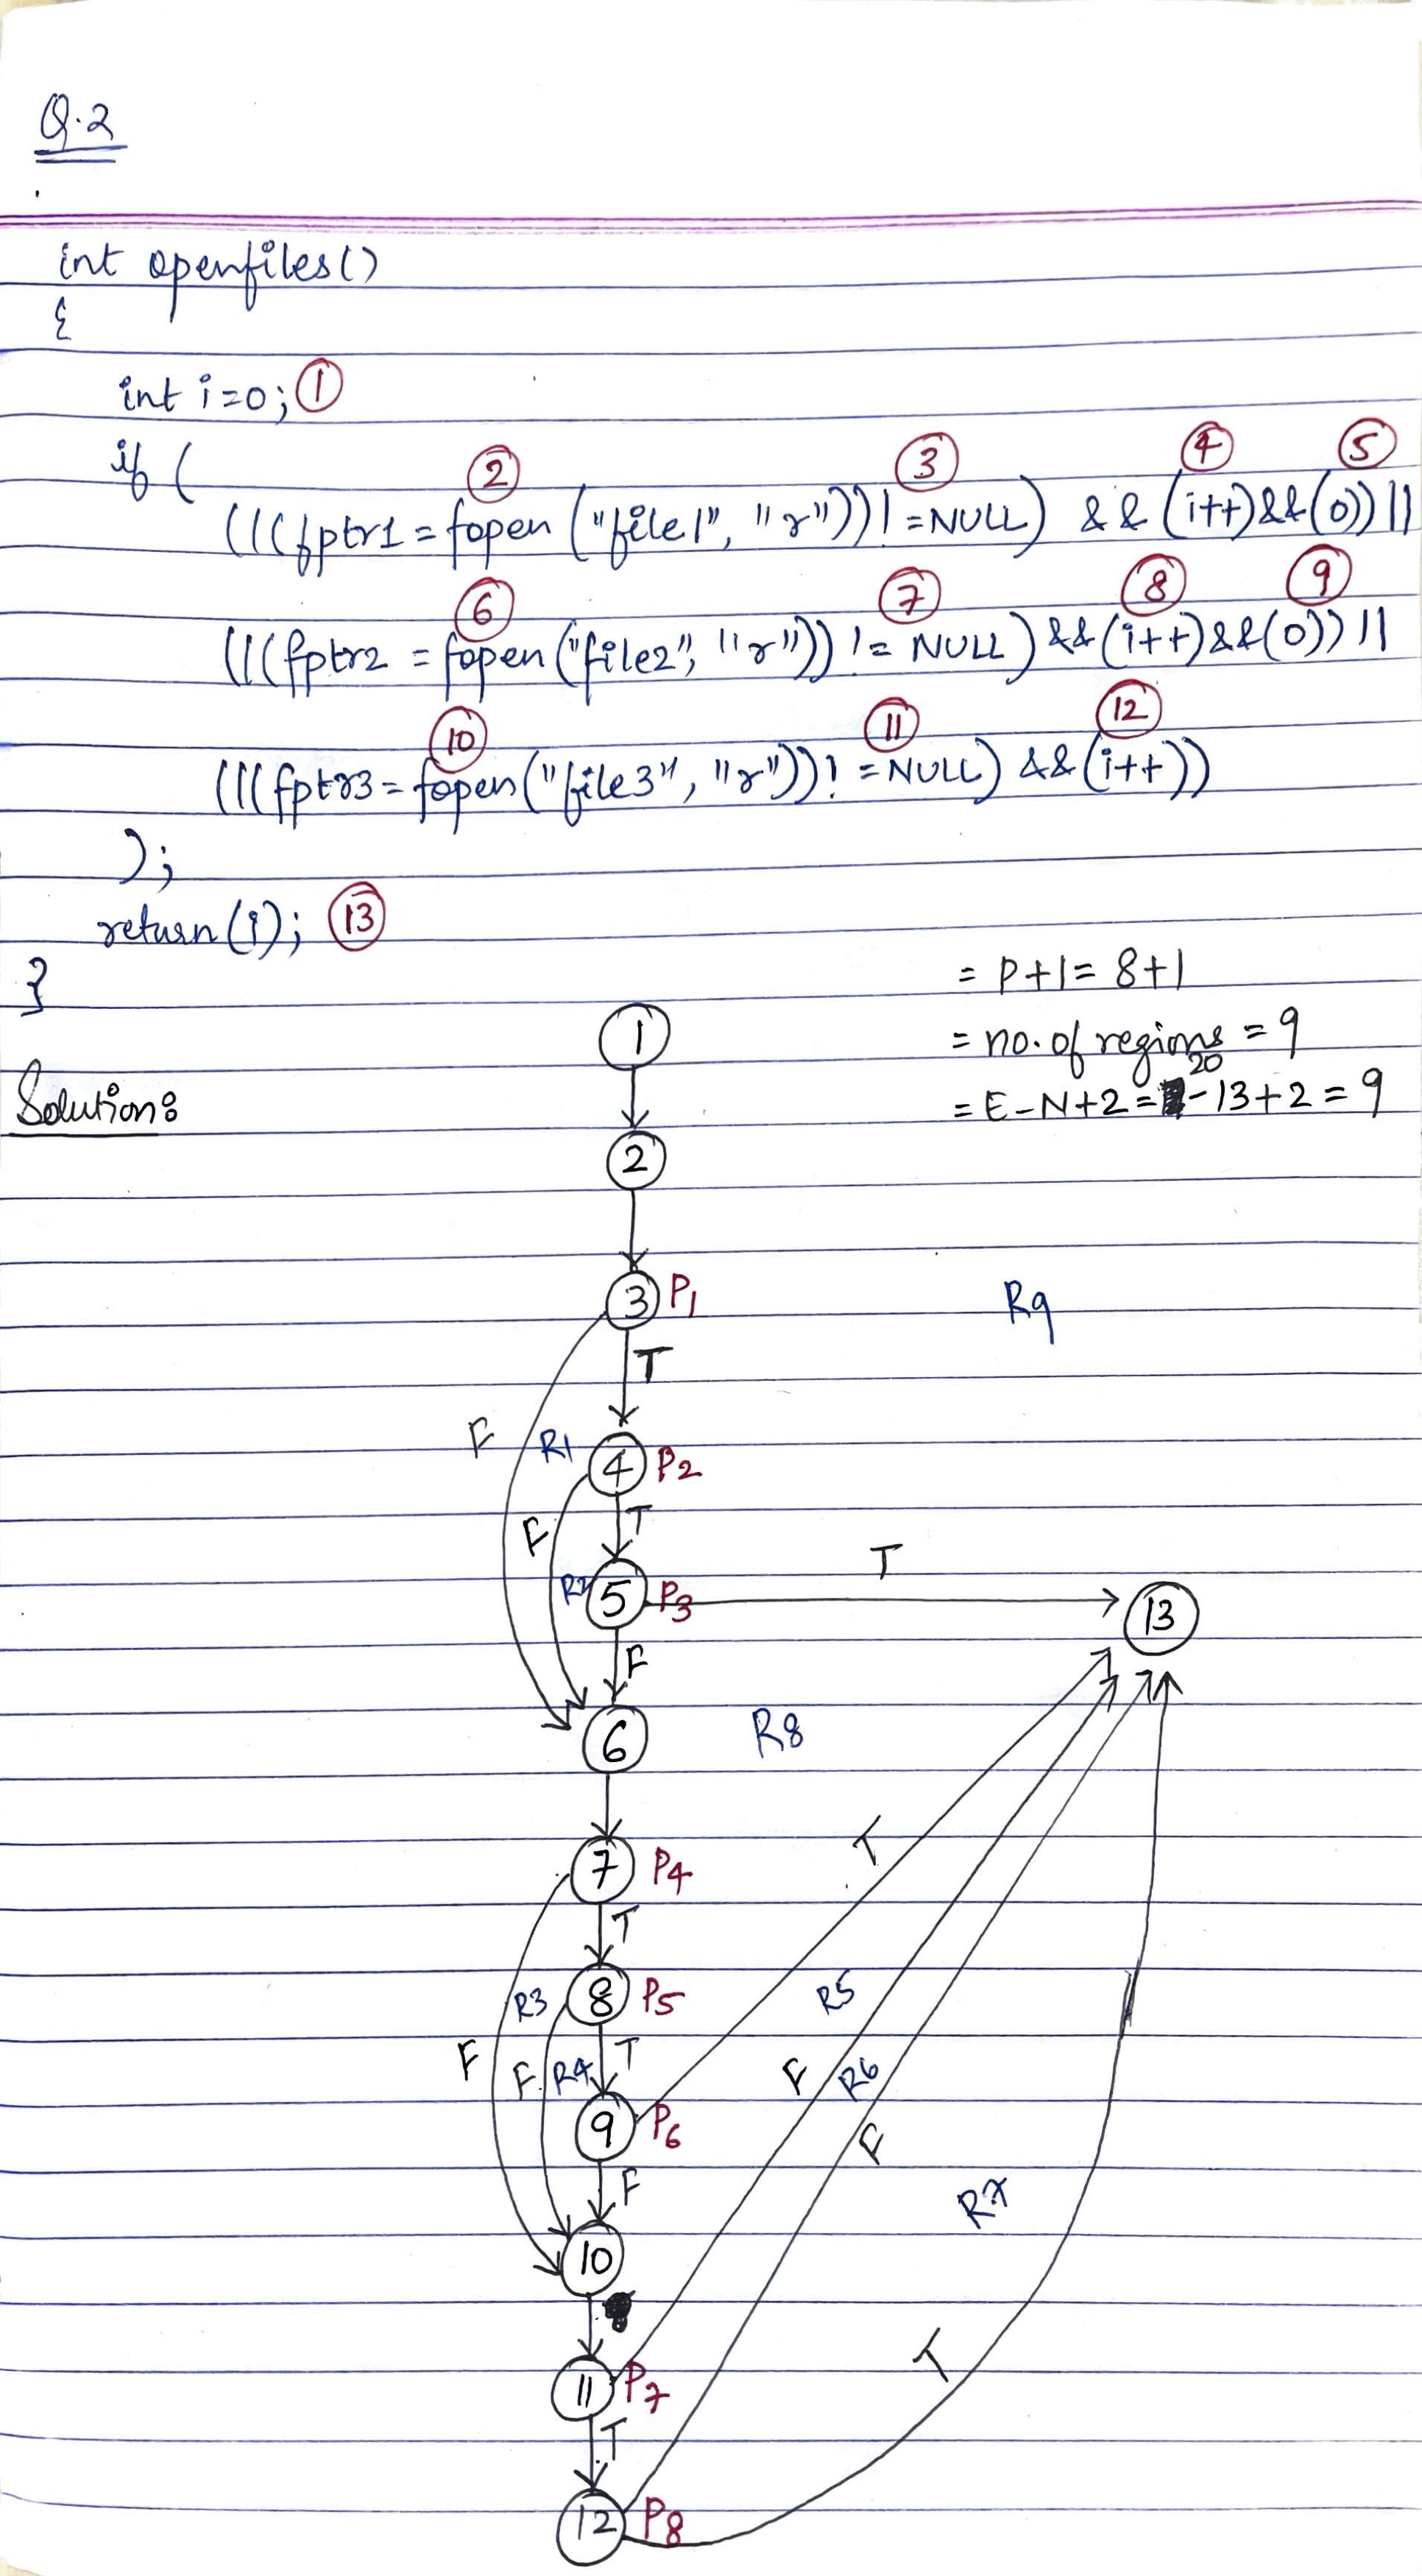 Q.2
int openfiles()
{
int i=0; ①
if ( ② ③ ④ ⑤
(((fptr1 = fopen ("file1", "r"))! =NULL) && (i++)&&(0)) ||
⑥ ⑦ ⑧ ⑨
(((fptr2 = fopen("file2", "r")) != NULL) &&(i++)&&(0)) ||
⑩ ⑪ ⑫
(((fptr3 = fopen("file3", "r"))! =NULL) &&(i++))
);
return(i); ⑬
}
= P+1= 8+1
= no. of regions = 9
= E-N+2 = 20-13+2 = 9
Solution:
1
2
3 P1
R9
T
F R1 4 P2
F T
T
R2 5 P3
13
F
6 R8
7 P4
T
T
R3 8 P5 R5
F F R4 T F R6
9 P6 F
F R7
10
T
11 P7
T
12 P8